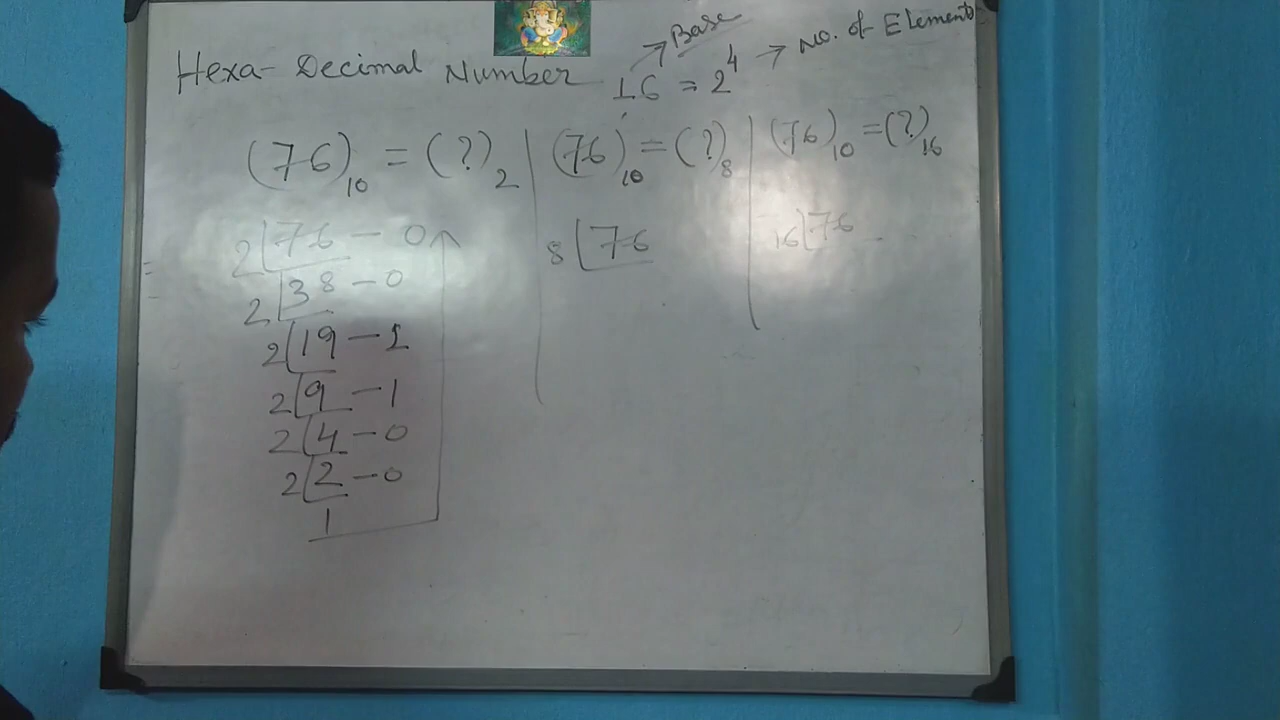 Hexa-Decimal Number 16 = 2^4 → No. of Element
→ Base
(76)10 = (?)2 | (76)10 = (?)8 | (76)10 = (?)16
2 76 - 0
2 38 - 0
2 19 - 1
2 9 - 1
2 4 - 0
2 2 - 0
1
8 76
16 76